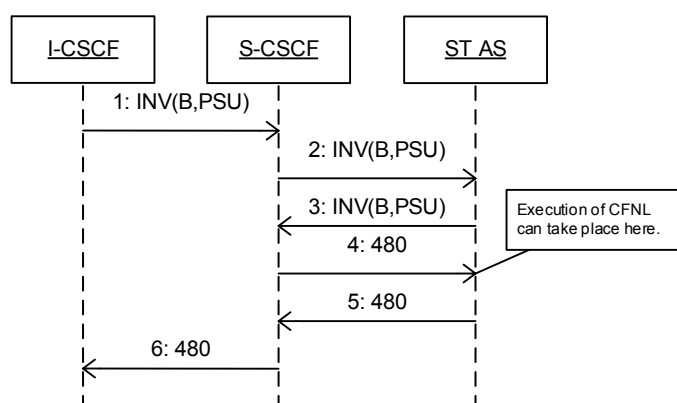 I-CSCF
S-CSCF
ST AS
1: INV(B,PSU)
2: INV(B,PSU)
3: INV(B,PSU)
Execution of CFNL
can take place here.
4: 480
5: 480
6: 480